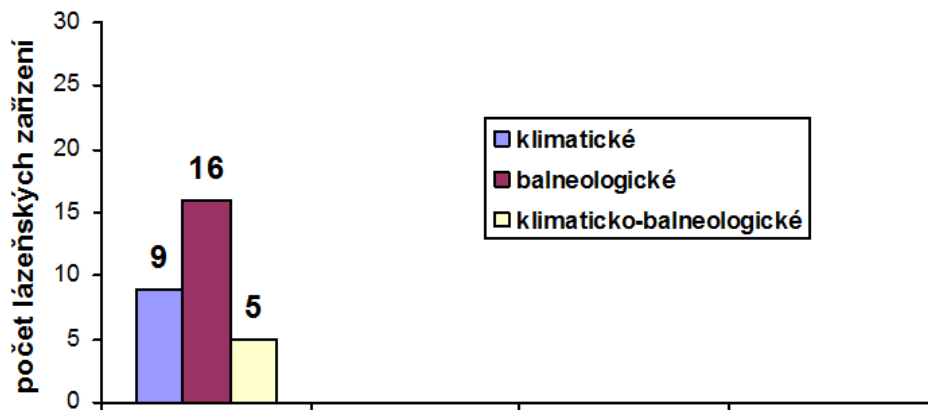 počet lázeňských zařízení
30
25
20
15
10
5
0
9
16
5
klimatické
balneologické
klimaticko-balneologické